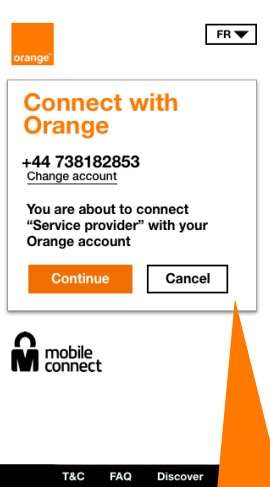 orange™
FR
Connect with
Orange
+44 738182853
Change account
You are about to connect
“Service provider” with your
Orange account
Continue
Cancel
mobile
connect
T&C FAQ Discover